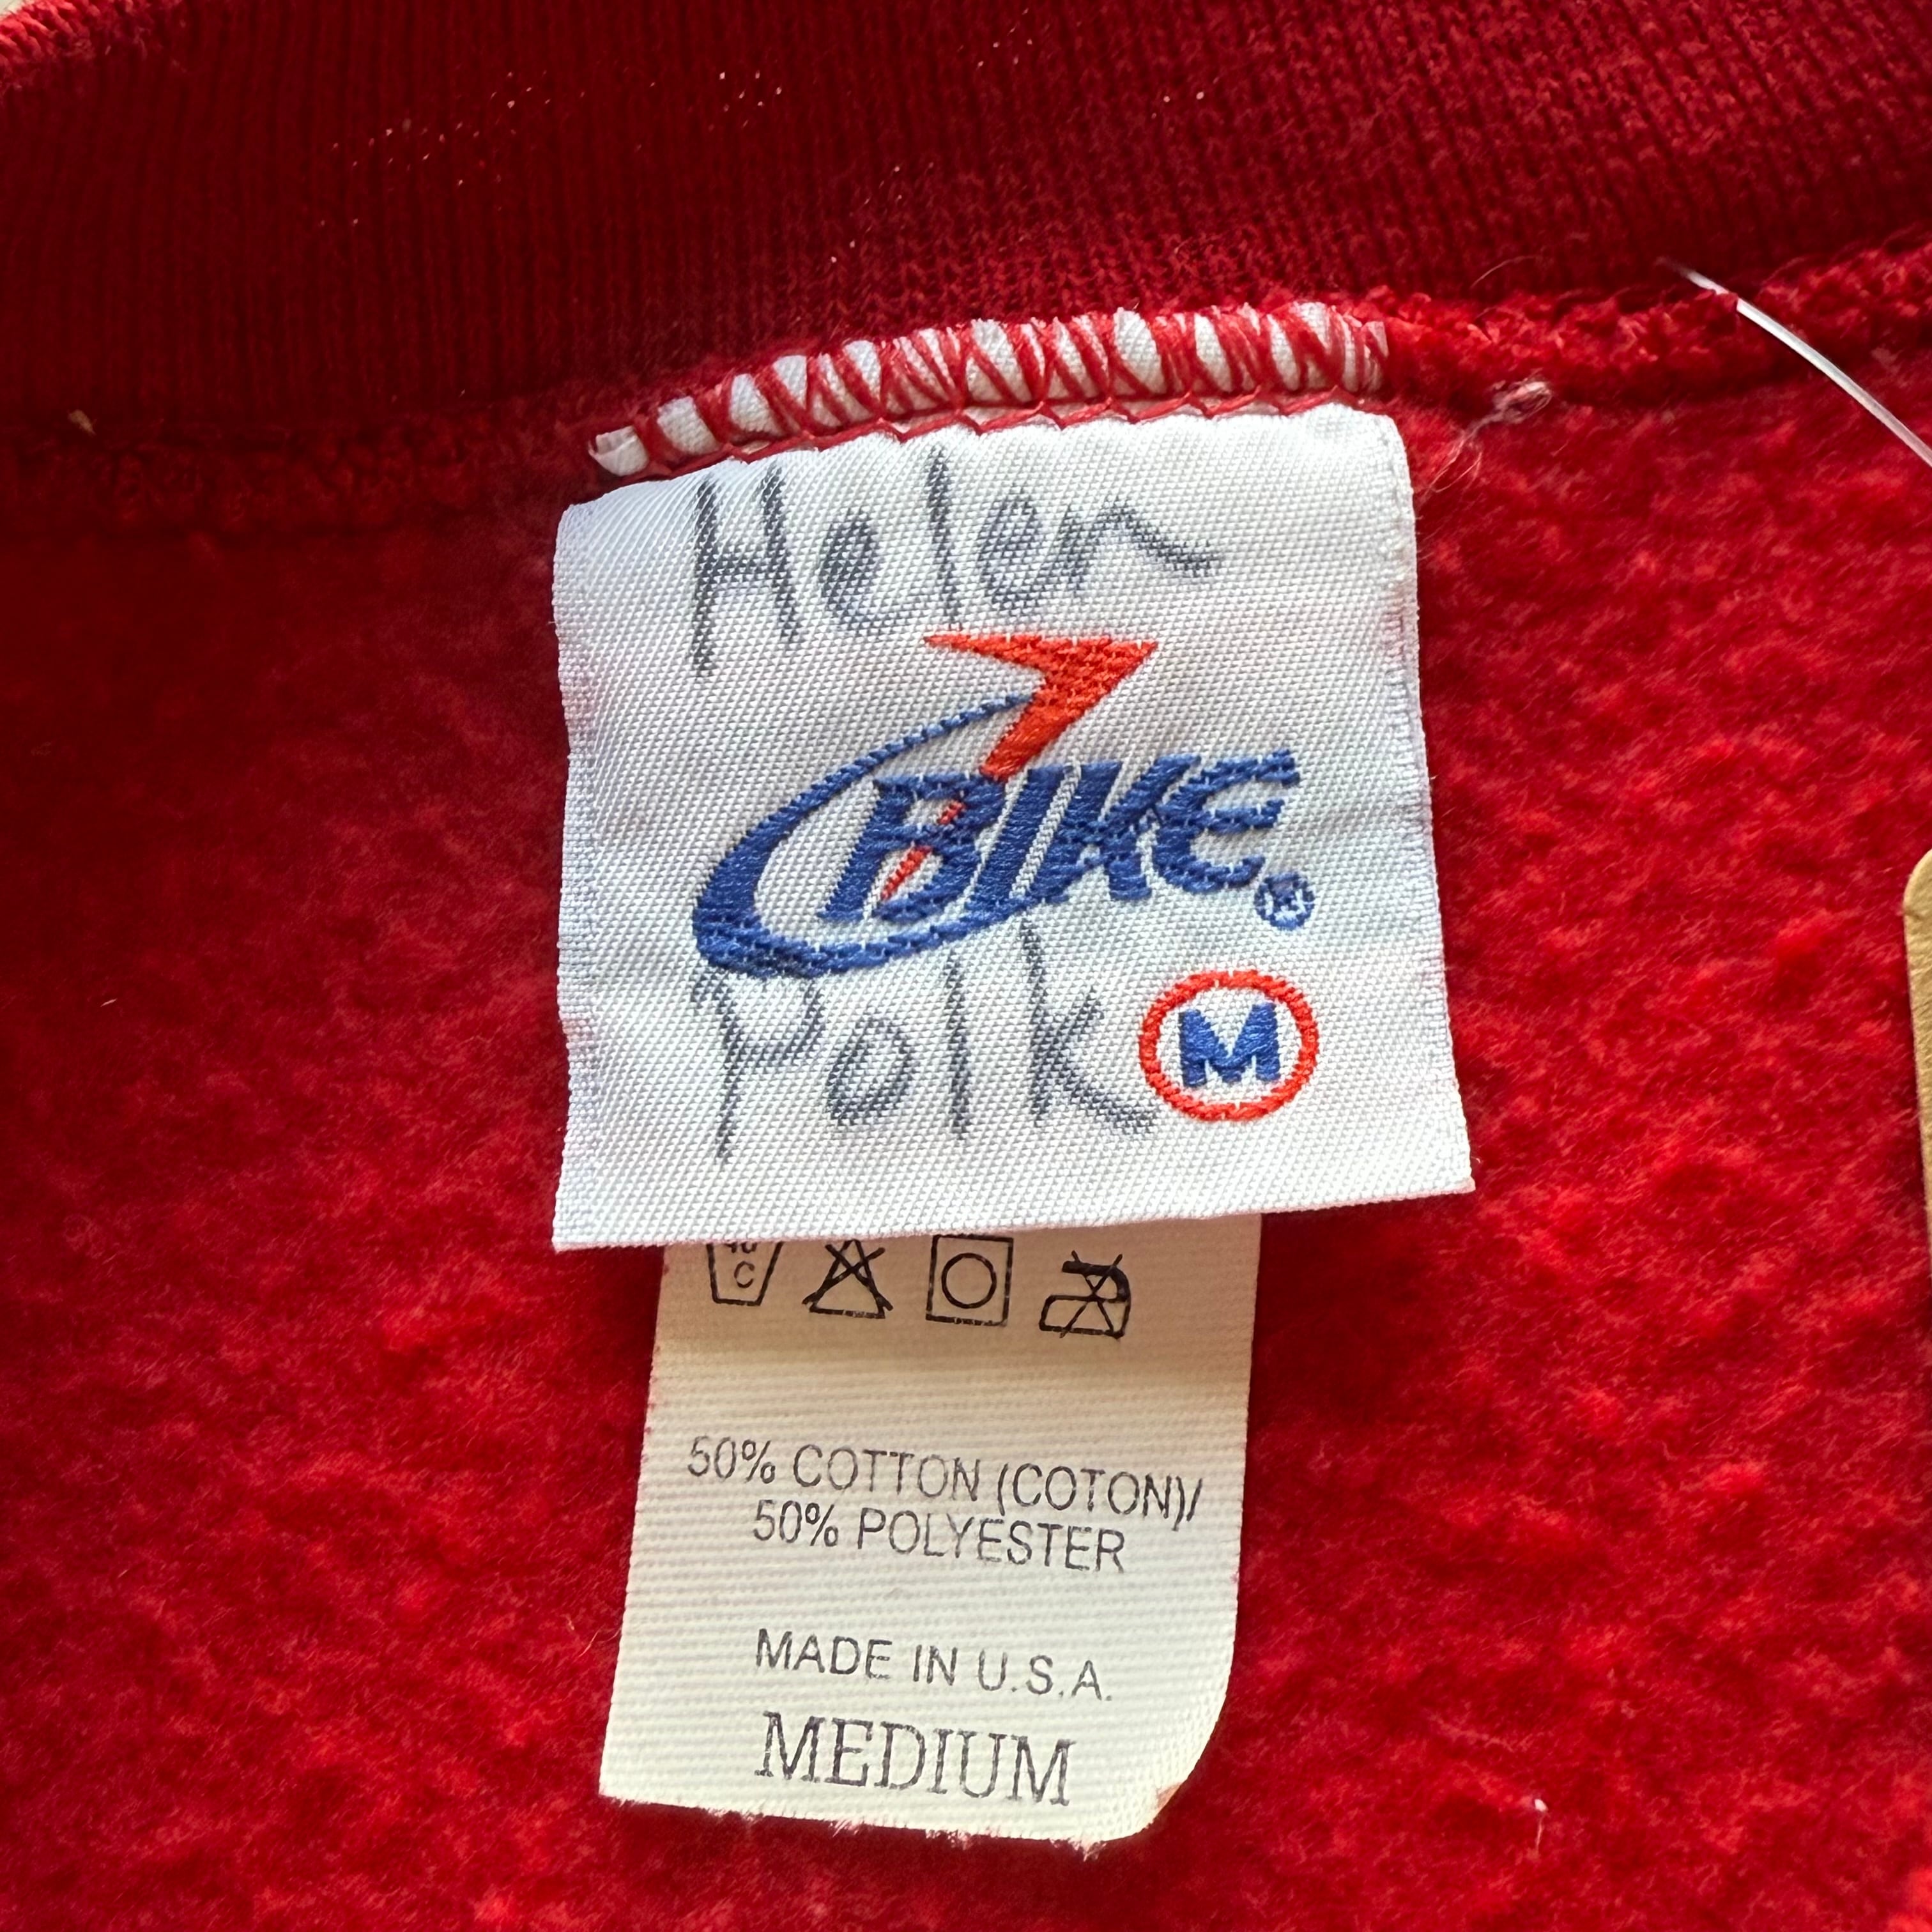 Helen
BIKE®
Polk M
40
C
50% COTTON (COTON)/
50% POLYESTER
MADE IN U.S.A.
MEDIUM